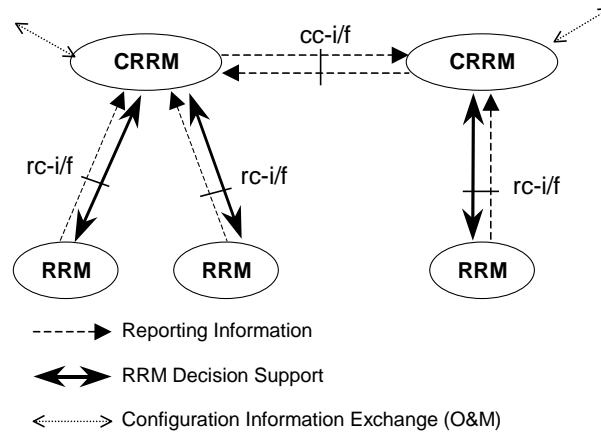 cc-i/f
CRRM
CRRM
rc-i/f
rc-i/f
rc-i/f
RRM
RRM
RRM
Reporting Information
RRM Decision Support
Configuration Information Exchange (O&M)